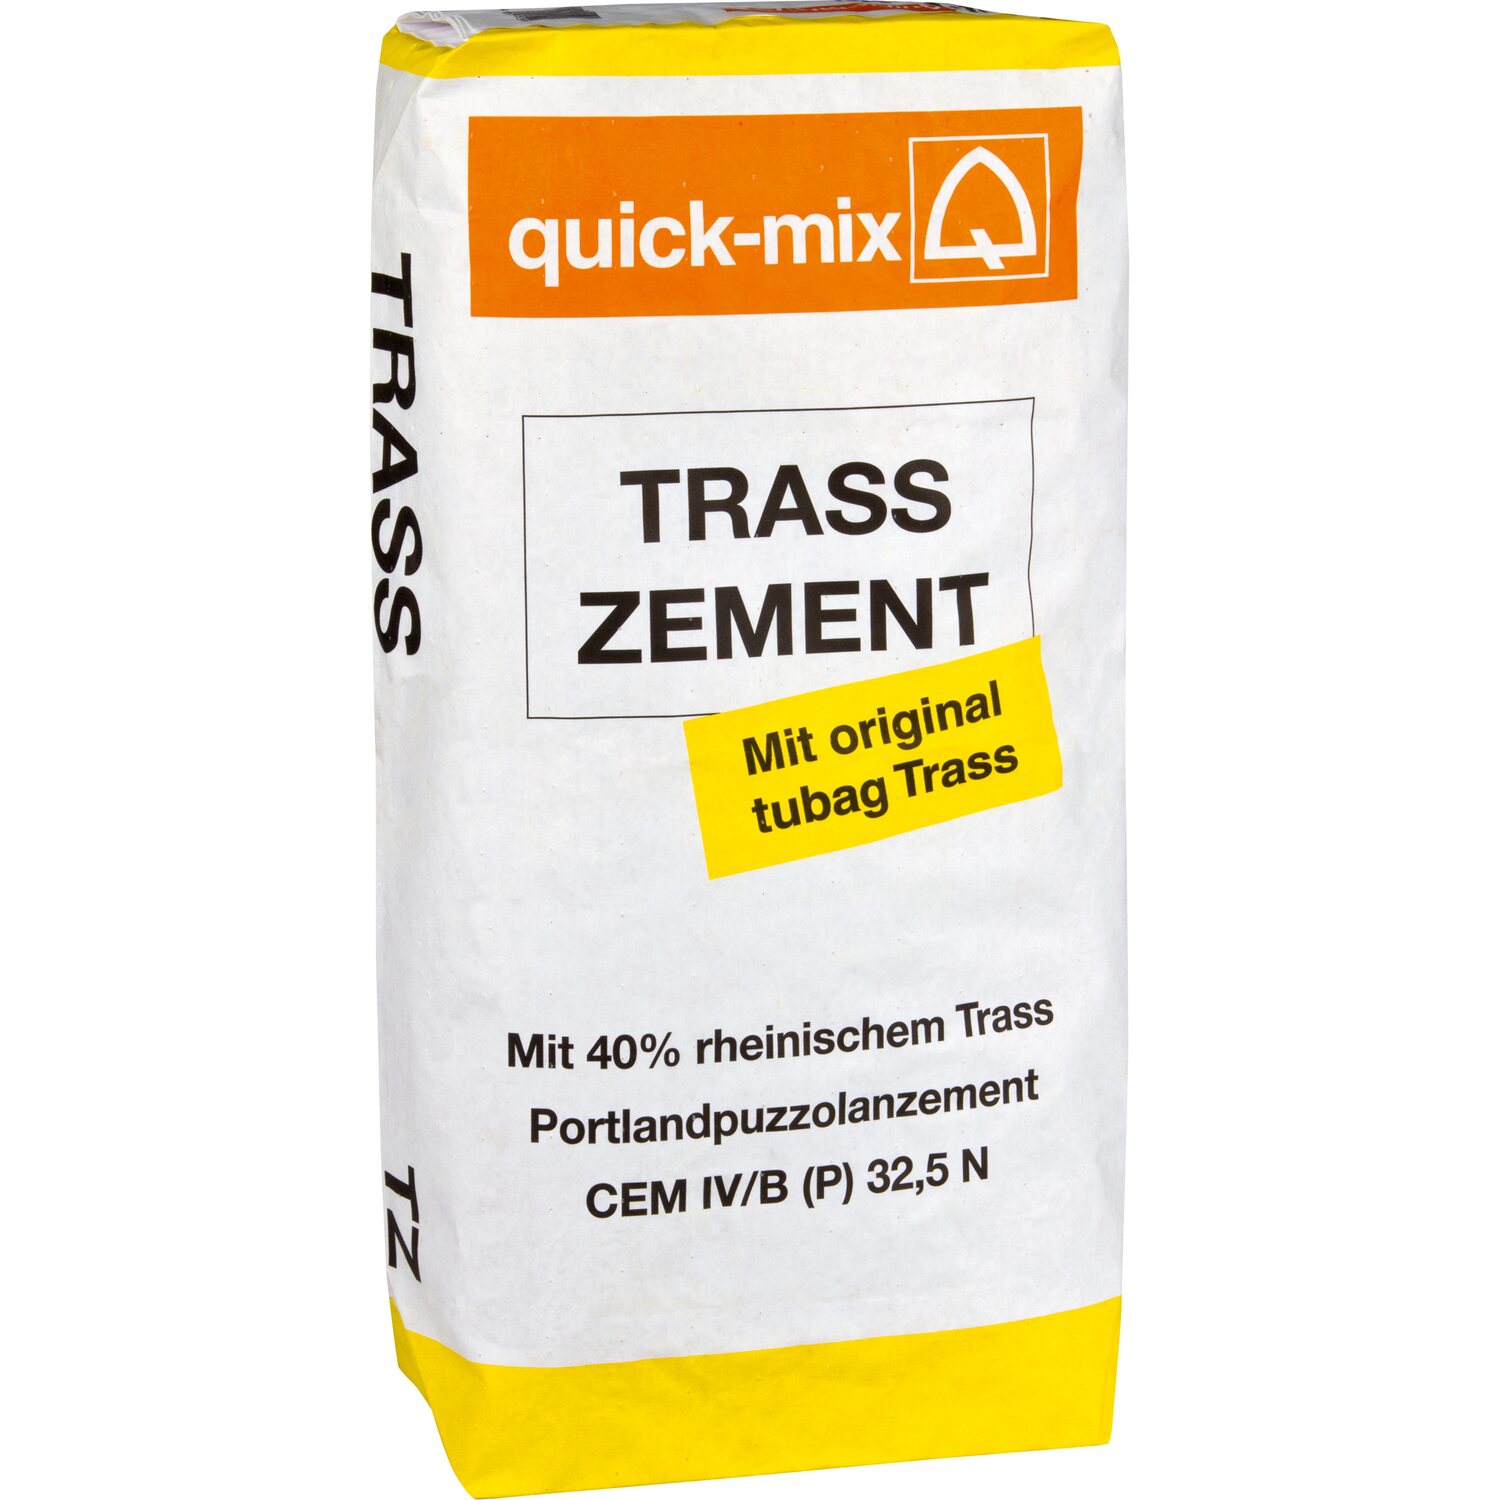 quick-mix
TRASS
ZEMENT
Mit original
tubag Trass
Mit 40% rheinischem Trass
Portlandpuzzolanzement
CEM IV/B (P) 32,5 N
TRASS
TZ